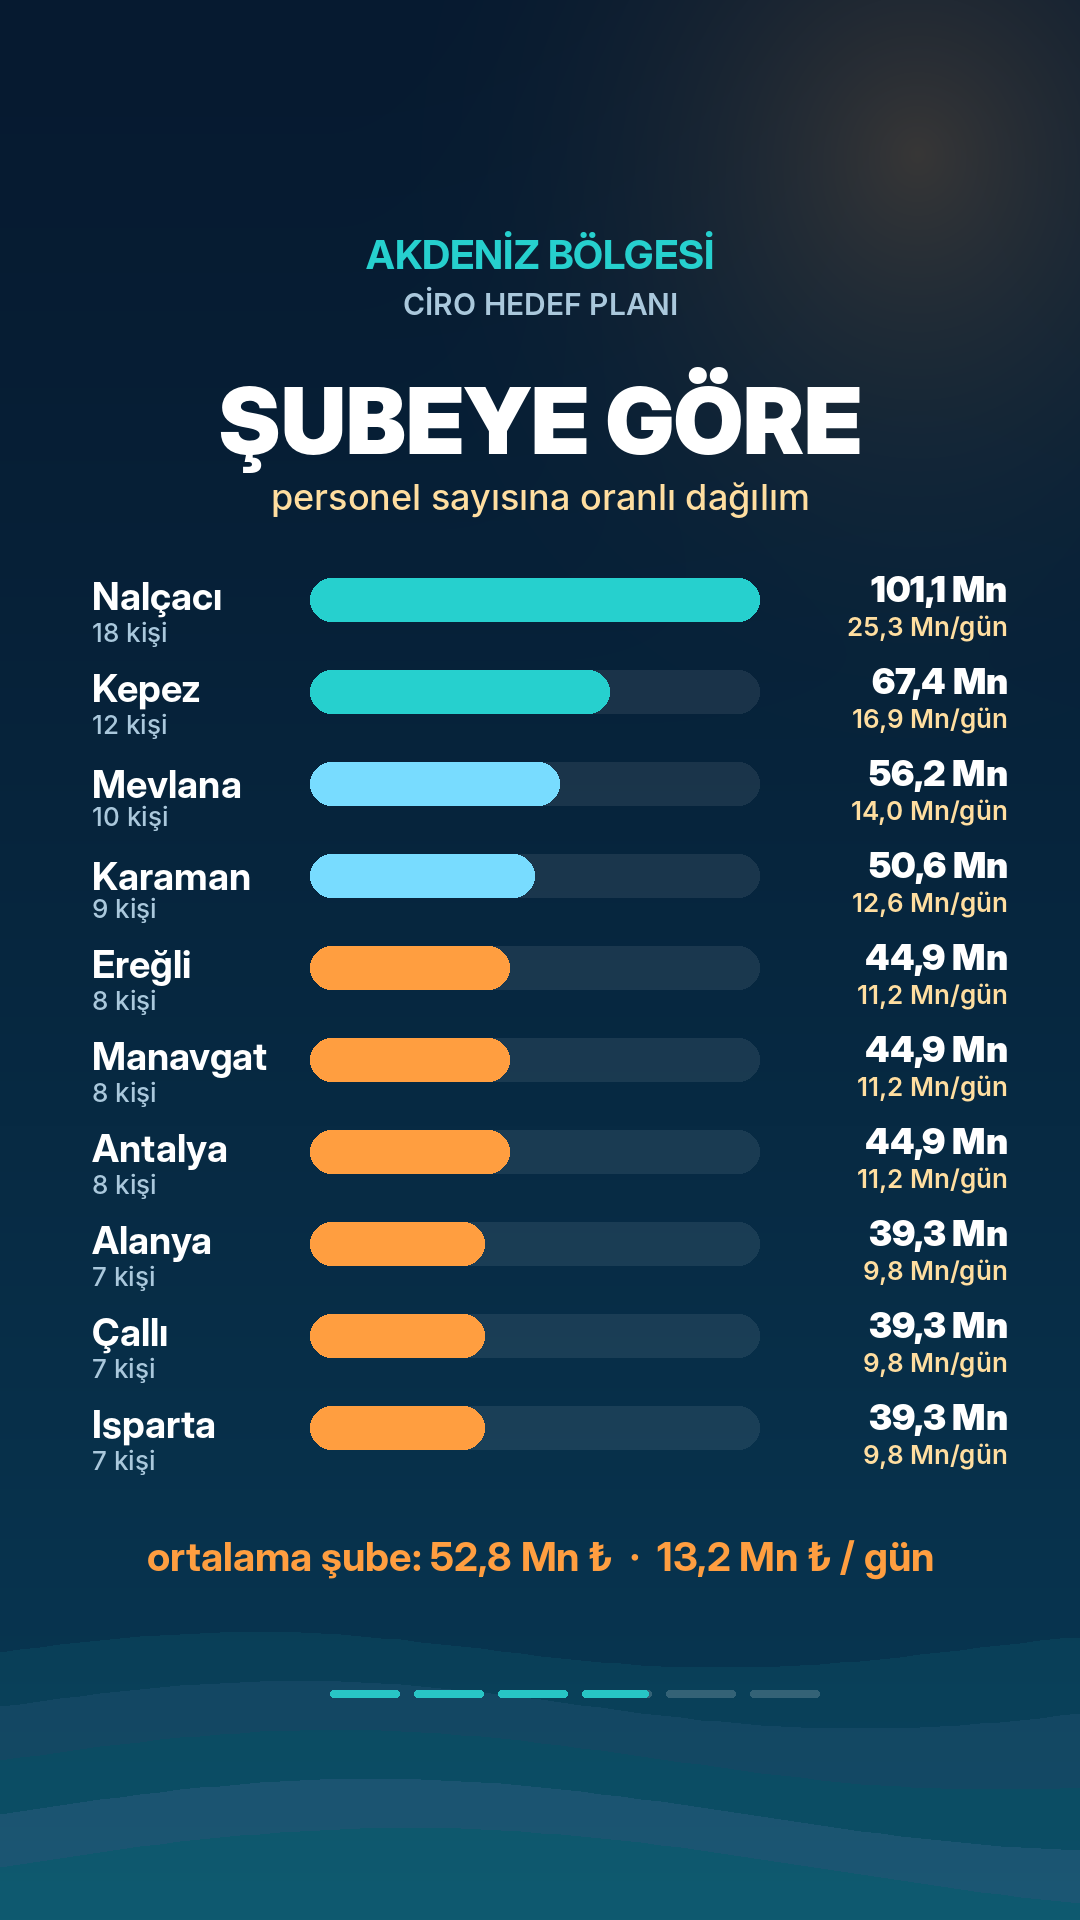 AKDENİZ BÖLGESİ
CİRO HEDEF PLANI
ŞUBEYE GÖRE
personel sayısına oranlı dağılım
Nalçacı
18 kişi
101,1 Mn
25,3 Mn/gün
Kepez
12 kişi
67,4 Mn
16,9 Mn/gün
Mevlana
10 kişi
56,2 Mn
14,0 Mn/gün
Karaman
9 kişi
50,6 Mn
12,6 Mn/gün
Ereğli
8 kişi
44,9 Mn
11,2 Mn/gün
Manavgat
8 kişi
44,9 Mn
11,2 Mn/gün
Antalya
8 kişi
44,9 Mn
11,2 Mn/gün
Alanya
7 kişi
39,3 Mn
9,8 Mn/gün
Çallı
7 kişi
39,3 Mn
9,8 Mn/gün
Isparta
7 kişi
39,3 Mn
9,8 Mn/gün
ortalama şube: 52,8 Mn ₺ · 13,2 Mn ₺ / gün